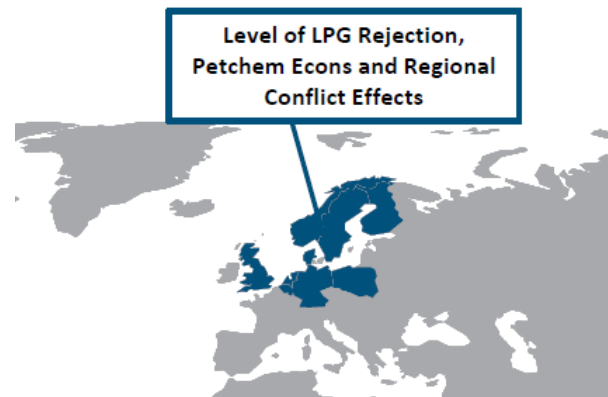 Level of LPG Rejection,
Petchem Econs and Regional
Conflict Effects